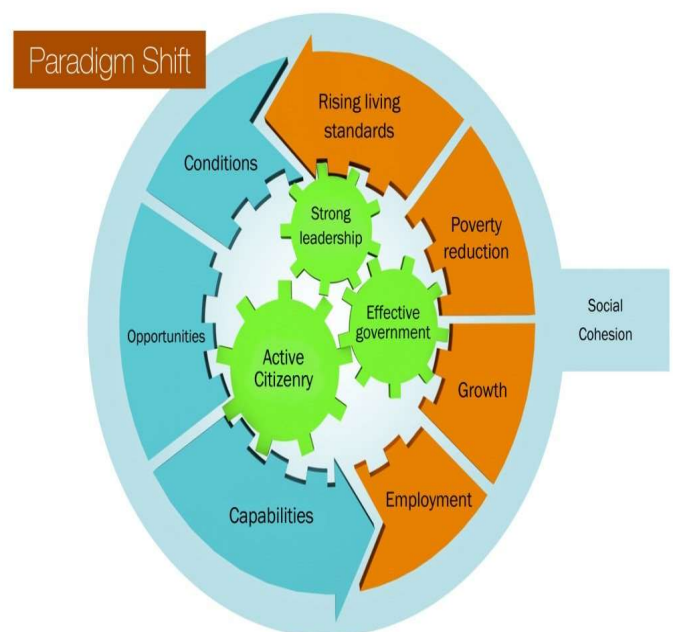 Paradigm Shift
Rising living
standards
Conditions
Strong
leadership
Poverty
reduction
Opportunities
Effective
government
Social
Cohesion
Active
Citizenry
Growth
Capabilities
Employment